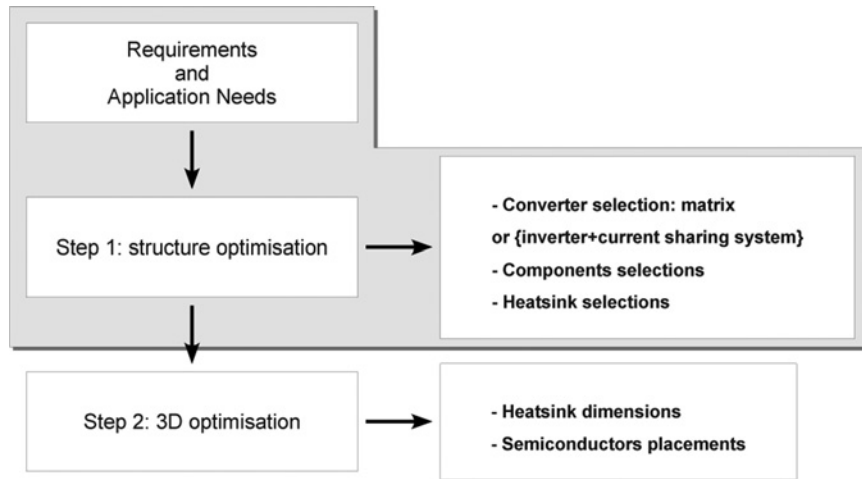 Requirements
and
Application Needs
Step 1: structure optimisation
- Converter selection: matrix
or {inverter+current sharing system}
- Components selections
- Heatsink selections
Step 2: 3D optimisation
- Heatsink dimensions
- Semiconductors placements